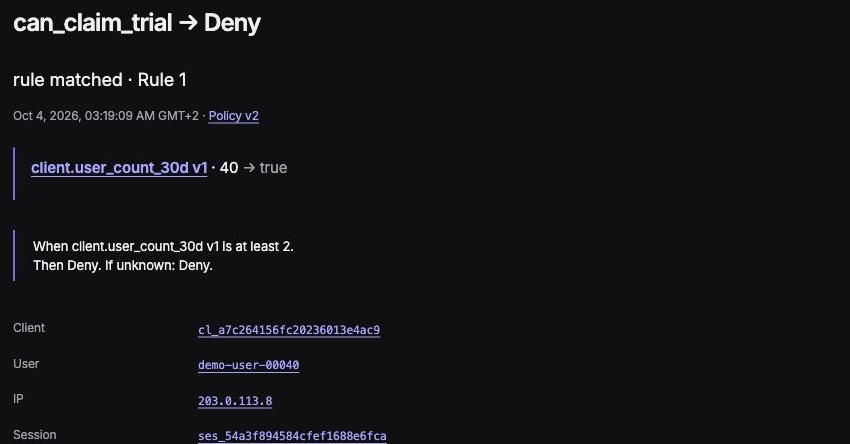 can_claim_trial → Deny
rule matched · Rule 1
Oct 4, 2026, 03:19:09 AM GMT+2 · Policy v2
client.user_count_30d v1 · 40 → true
When client.user_count_30d v1 is at least 2.
Then Deny. If unknown: Deny.
Client cl_a7c264156fc20236013e4ac9
User demo-user-00040
IP 203.0.113.8
Session ses_54a3f894584cfef1688e6fca